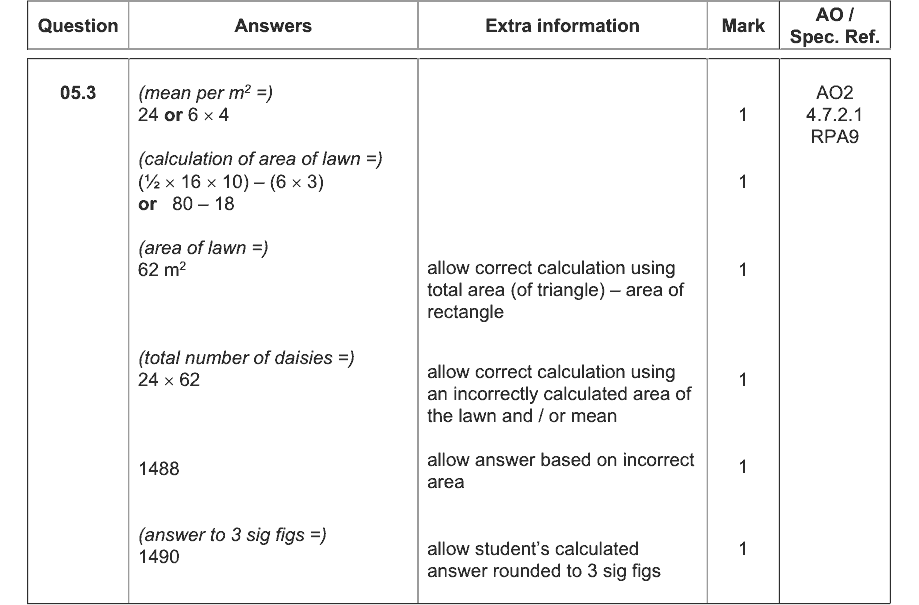 Question Answers Extra information Mark AO /
Spec. Ref.
05.3 (mean per m² =) AO2
24 or 6 × 4 1 4.7.2.1
RPA9
(calculation of area of lawn =)
(½ × 16 × 10) – (6 × 3) 1
or 80 – 18
(area of lawn =)
62 m² allow correct calculation using 1
total area (of triangle) – area of
rectangle
(total number of daisies =)
24 × 62 allow correct calculation using 1
an incorrectly calculated area of
the lawn and / or mean
1488 allow answer based on incorrect 1
area
(answer to 3 sig figs =)
1490 allow student's calculated 1
answer rounded to 3 sig figs